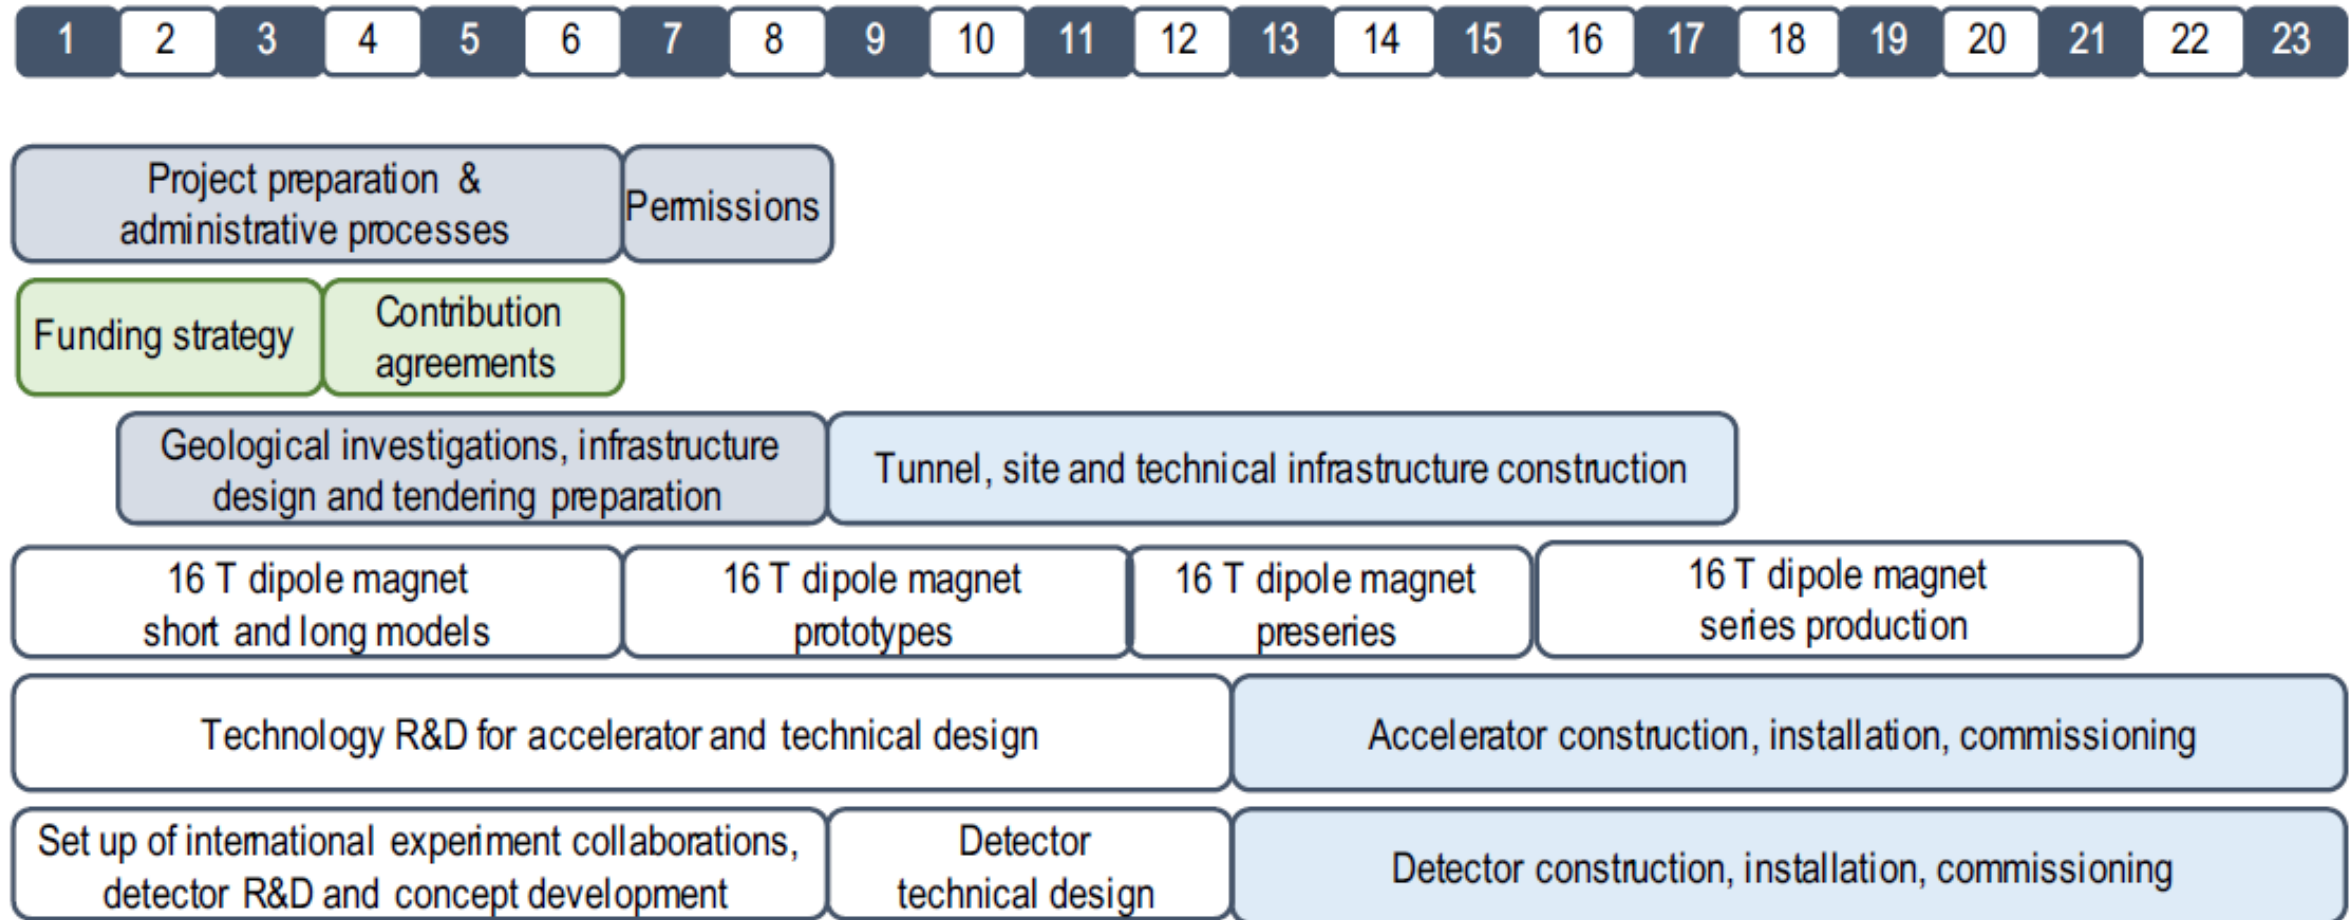 1 2 3 4 5 6 7 8 9 10 11 12 13 14 15 16 17 18 19 20 21 22 23
Project preparation &
administrative processes
Permissions
Funding strategy
Contribution
agreements
Geological investigations, infrastructure
design and tendering preparation
Tunnel, site and technical infrastructure construction
16 T dipole magnet
short and long models
16 T dipole magnet
prototypes
16 T dipole magnet
preseries
16 T dipole magnet
series production
Technology R&D for accelerator and technical design
Accelerator construction, installation, commissioning
Set up of international experiment collaborations,
detector R&D and concept development
Detector
technical design
Detector construction, installation, commissioning